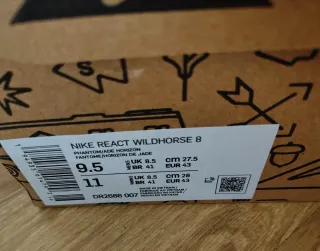 NIKE REACT WILDHORSE 8
PHANTOM/JADE HORIZON
FANTOME/HORIZON DE JADE
9.5 UK 8.5 cm 27.5
BR 41 EUR 43
11 UK 8.5 cm 28
BR 41 EUR 43
DR2686 007